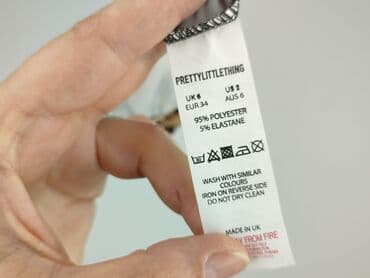 PRETTYLITTLETHING
UK 6 US 2
EUR 34 AUS 6
95% POLYESTER
5% ELASTANE
WASH WITH SIMILAR
COLOURS
IRON ON REVERSE SIDE
DO NOT DRY CLEAN
MADE IN UK
FROM FIRE